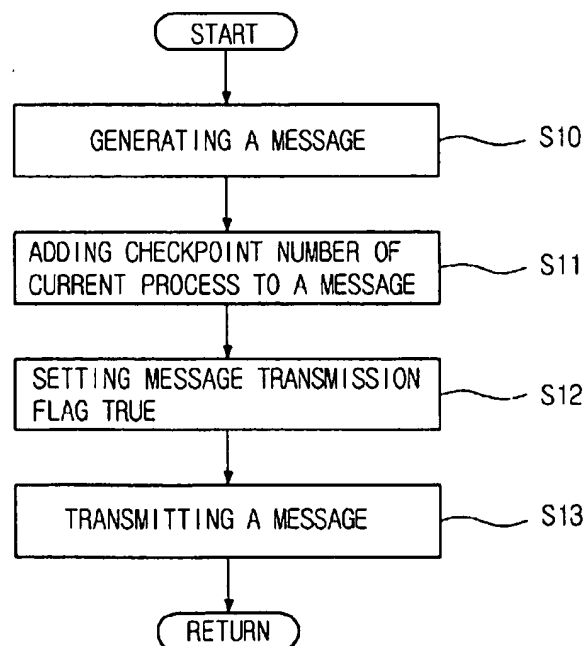 START
GENERATING A MESSAGE
S10
ADDING CHECKPOINT NUMBER OF
CURRENT PROCESS TO A MESSAGE
S11
SETTING MESSAGE TRANSMISSION
FLAG TRUE
S12
TRANSMITTING A MESSAGE
S13
RETURN